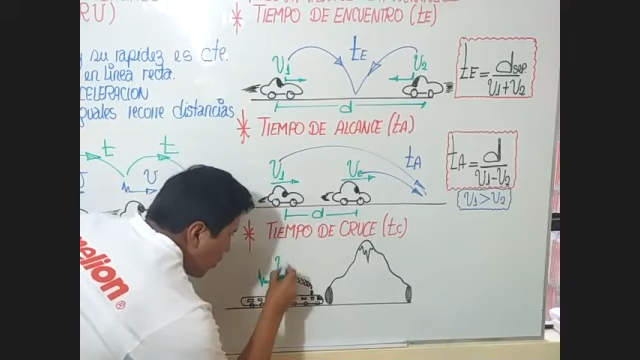 RU)
y su rapidez es cte.
en línea recta.
CELERACION
guales recorre distancias
t t
V
* TIEMPO DE ENCUENTRO (tE)
V1 tE V2
d
tE = dsep. / V1+V2
* TIEMPO DE ALCANCE (tA)
V1 V2 tA
d
tA = d / V1-V2
V1 > V2
* TIEMPO DE CRUCE (tc)
relion